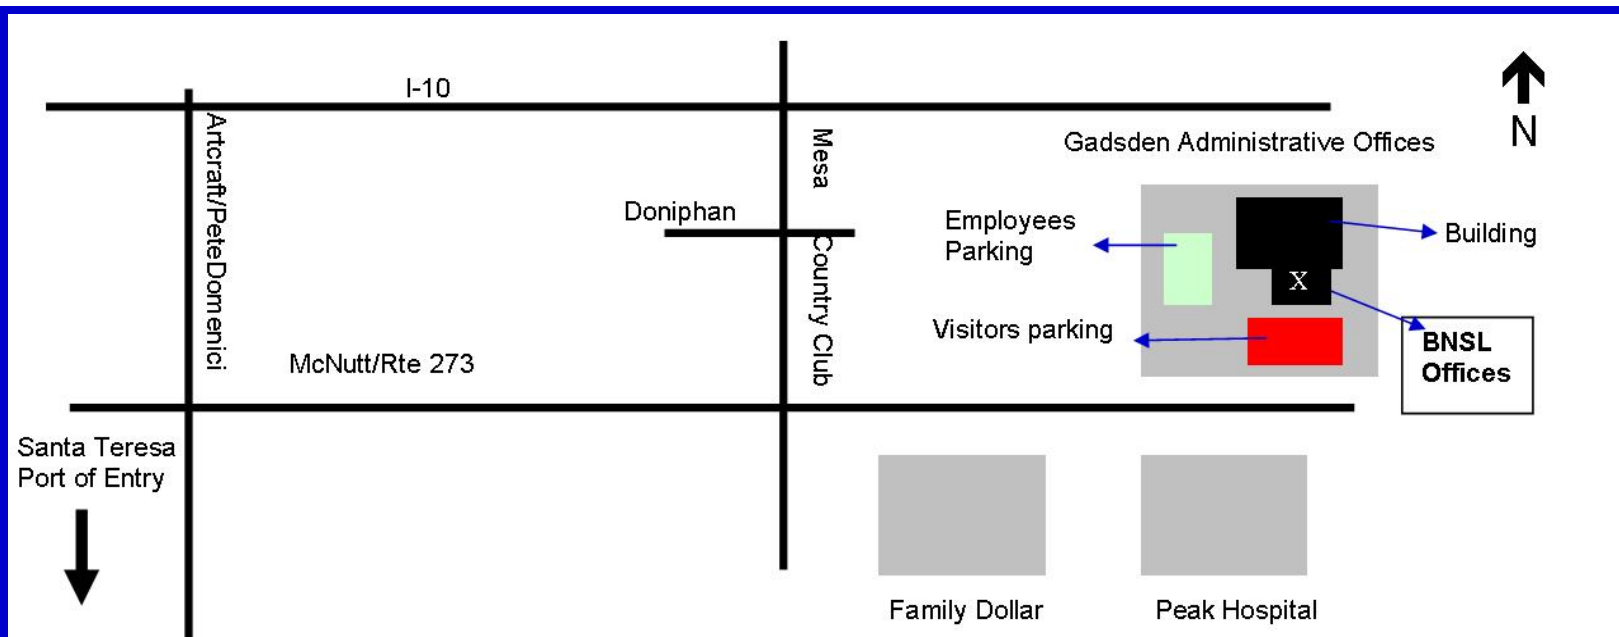 I-10
N
Gadsden Administrative Offices
Artcraft/PeteDomenici
Mesa
Doniphan
Country Club
Employees
Parking
Building
X
Visitors parking
BNSL
Offices
McNutt/Rte 273
Santa Teresa
Port of Entry
Family Dollar
Peak Hospital